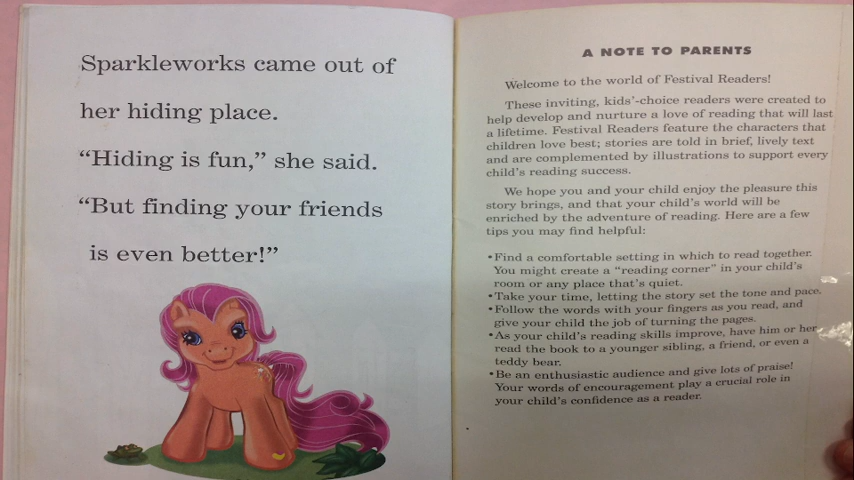 Sparkleworks came out of
her hiding place.
“Hiding is fun,” she said.
“But finding your friends
is even better!”
A NOTE TO PARENTS
Welcome to the world of Festival Readers!
These inviting, kids’-choice readers were created to
help develop and nurture a love of reading that will last
a lifetime. Festival Readers feature the characters that
children love best; stories are told in brief, lively text
and are complemented by illustrations to support every
child’s reading success.
We hope you and your child enjoy the pleasure this
story brings, and that your child’s world will be
enriched by the adventure of reading. Here are a few
tips you may find helpful:
•Find a comfortable setting in which to read together.
You might create a “reading corner” in your child’s
room or any place that’s quiet.
•Take your time, letting the story set the tone and pace.
•Follow the words with your fingers as you read, and
give your child the job of turning the pages.
•As your child’s reading skills improve, have him or her
read the book to a younger sibling, a friend, or even a
teddy bear.
•Be an enthusiastic audience and give lots of praise!
Your words of encouragement play a crucial role in
your child’s confidence as a reader.